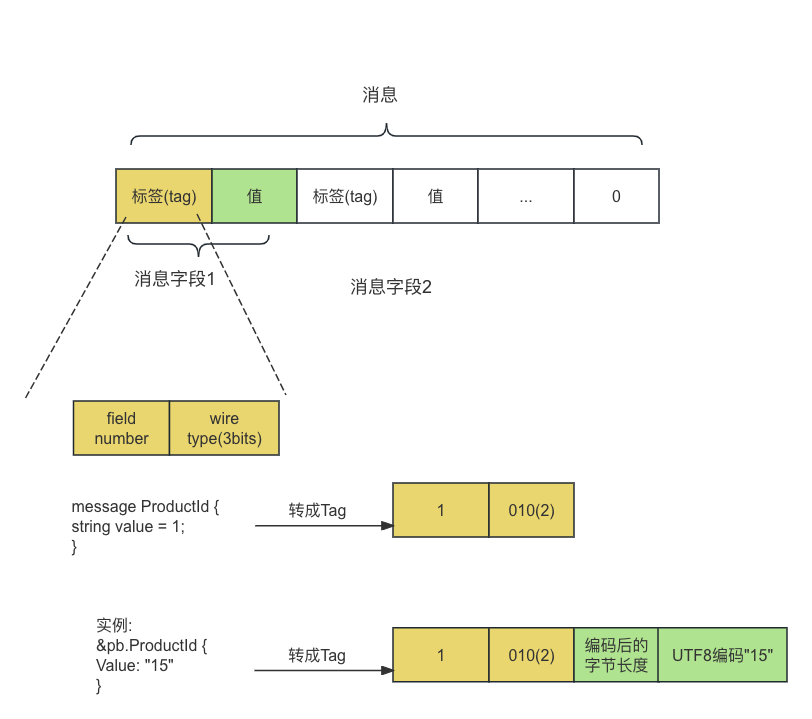 消息
标签(tag) 值 标签(tag) 值 ... 0
消息字段1
消息字段2
field
number
wire
type(3bits)
message ProductId {
string value = 1;
}
转成Tag
1 010(2)
实例:
&pb.ProductId {
Value: "15"
}
转成Tag
1 010(2)
编码后的
字节长度
UTF8编码"15"